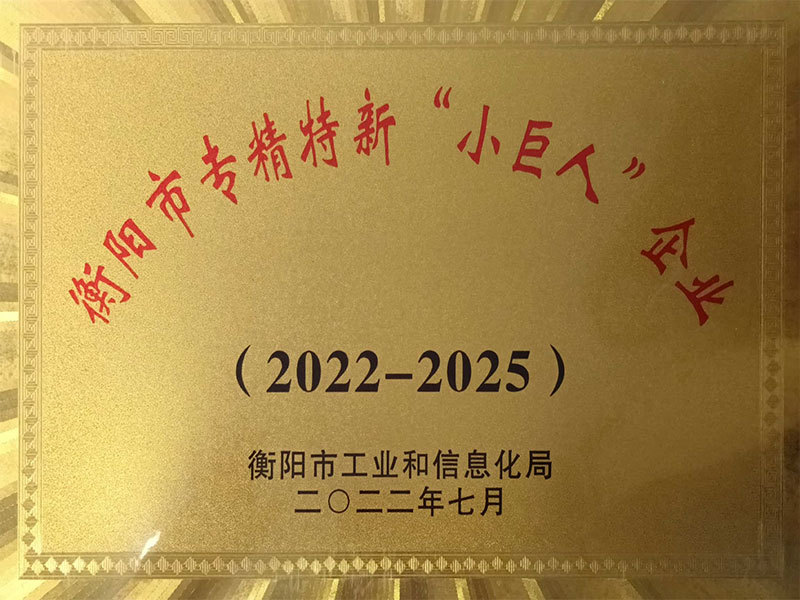 衡阳市专精特新“小巨人”企业
（2022-2025）
衡阳市工业和信息化局
二〇二二年七月